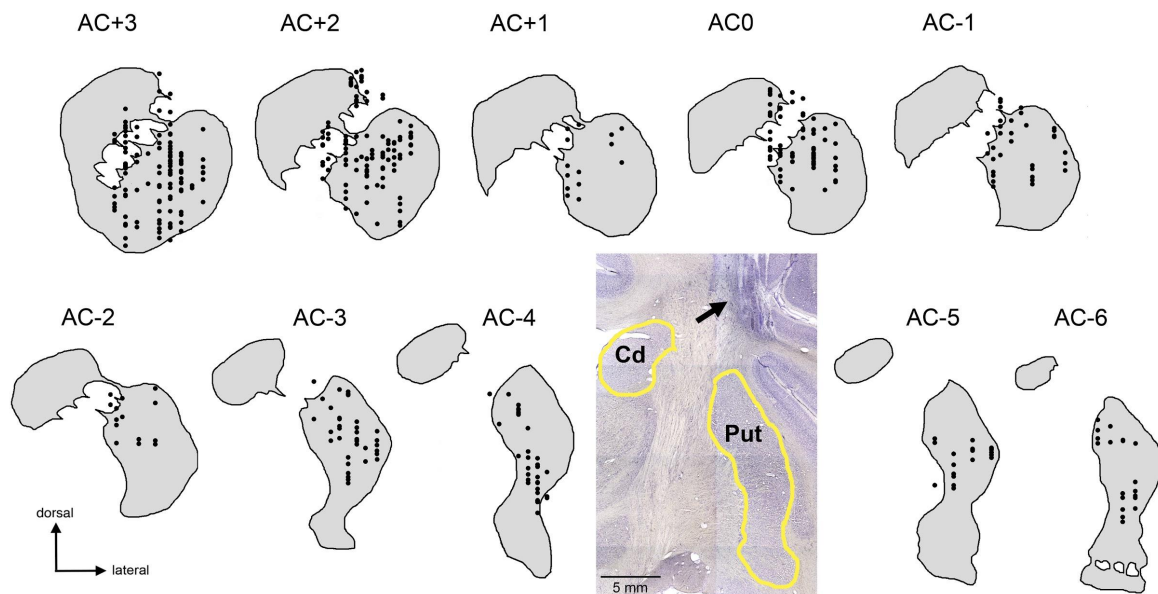 AC+3
AC+2
AC+1
AC0
AC-1
AC-2
AC-3
AC-4
Cd
Put
5 mm
AC-5
AC-6
dorsal
lateral